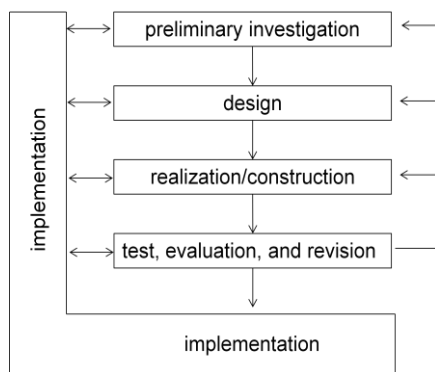 preliminary investigation
design
realization/construction
test, evaluation, and revision
implementation
implementation